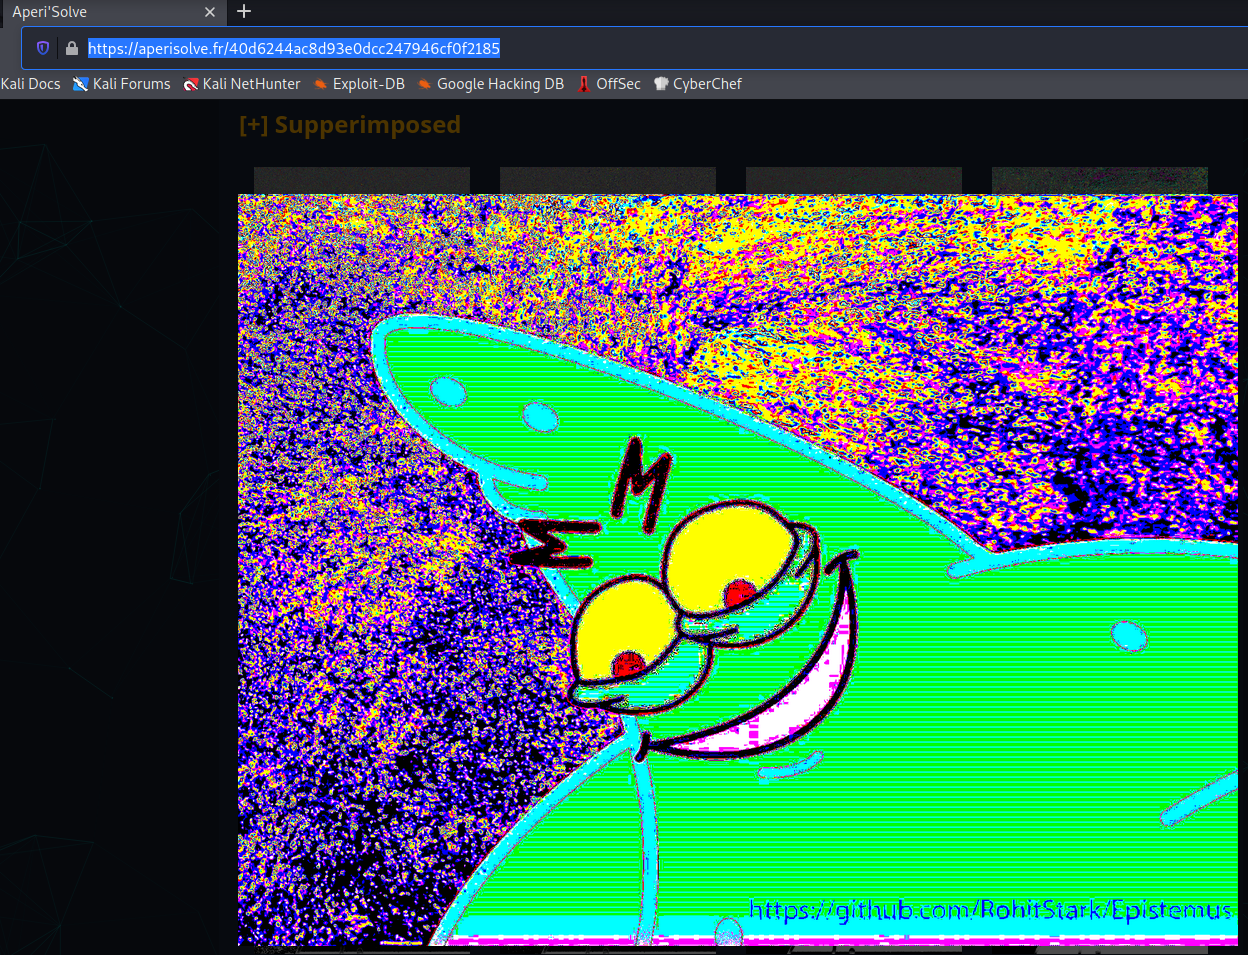 Aperi'Solve
https://aperisolve.fr/40d6244ac8d93e0dcc247946cf0f2185
Kali Docs Kali Forums Kali NetHunter Exploit-DB Google Hacking DB OffSec CyberChef
[+] Supperimposed
https://github.com/RohitStark/Epistemus